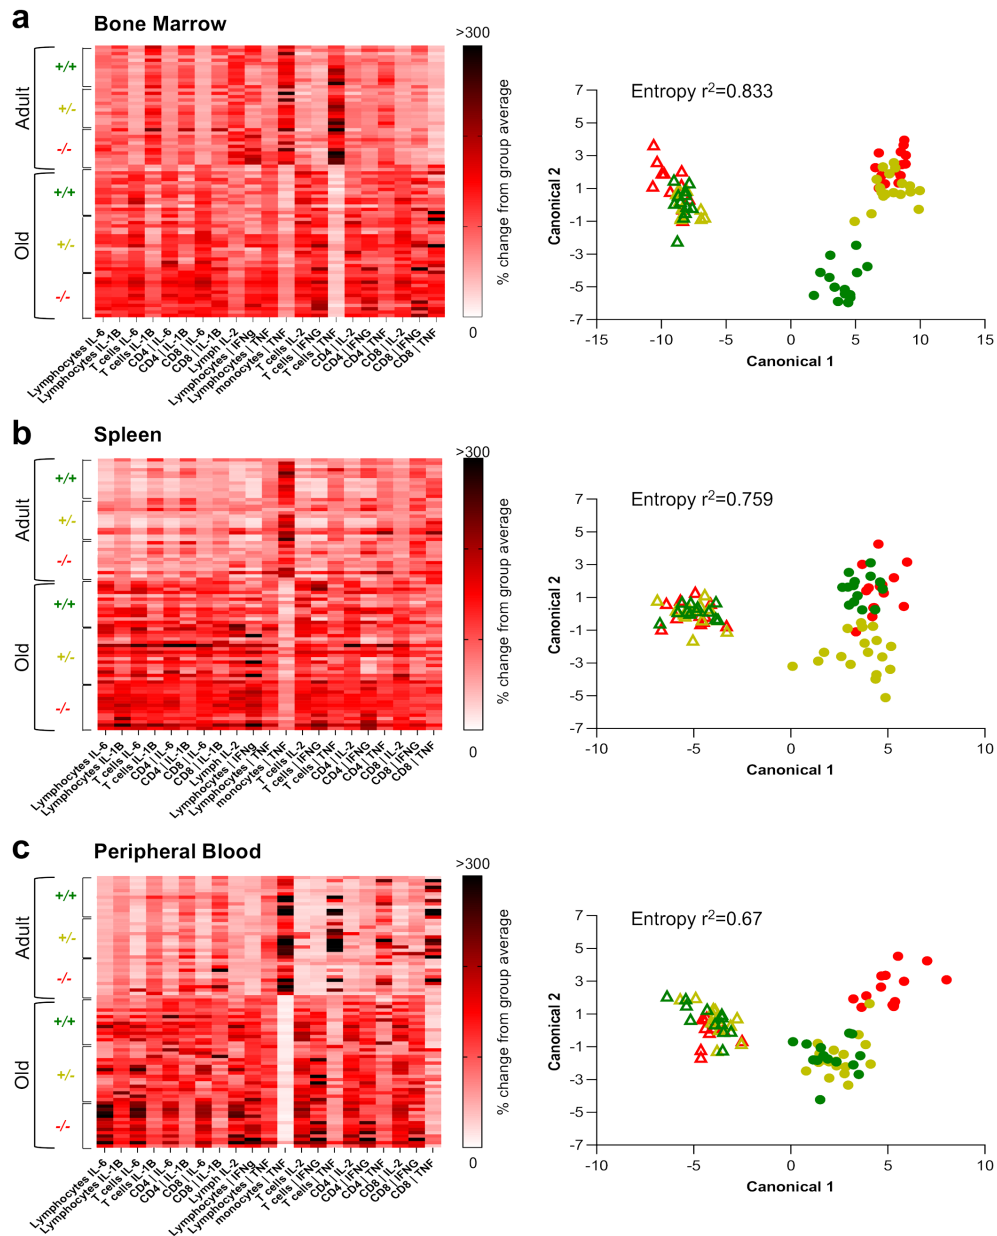 a
Bone Marrow
>300
Adult
+/+
+/-
-/-
Old
+/+
+/-
-/-
% change from group average
0
Lymphocytes IL-6
Lymphocytes IL-1B
T cells IL-6
T cells IL-1B
CD4 | IL-6
CD4 | IL-1B
CD8 | IL-6
CD8 | IL-1B
Lymph IL-2
Lymphocytes | IFNg
Lymphocytes | TNF
monocytes | TNF
T cells IL-2
T cells | IFNG
T cells | TNF
CD4 | IL-2
CD4 | IFNG
CD4 | TNF
CD8 | IL-2
CD8 | IFNG
CD8 | TNF
Entropy r²=0.833
Canonical 2
7
5
3
1
-1
-3
-5
-7
-15
-10
-5
0
5
10
15
Canonical 1
b
Spleen
>300
Adult
+/+
+/-
-/-
Old
+/+
+/-
-/-
% change from group average
0
Lymphocytes IL-6
Lymphocytes IL-1B
T cells IL-6
T cells IL-1B
CD4 | IL-6
CD4 | IL-1B
CD8 | IL-6
CD8 | IL-1B
Lymph IL-2
Lymphocytes | IFNg
Lymphocytes | TNF
monocytes | TNF
T cells IL-2
T cells | IFNG
T cells | TNF
CD4 | IL-2
CD4 | IFNG
CD4 | TNF
CD8 | IL-2
CD8 | IFNG
CD8 | TNF
Entropy r²=0.759
Canonical 2
7
5
3
1
-1
-3
-5
-7
-10
-5
0
5
10
Canonical 1
c
Peripheral Blood
>300
Adult
+/+
+/-
-/-
Old
+/+
+/-
-/-
% change from group average
0
Lymphocytes IL-6
Lymphocytes IL-1B
T cells IL-6
T cells IL-1B
CD4 | IL-6
CD4 | IL-1B
CD8 | IL-6
CD8 | IL-1B
Lymph IL-2
Lymphocytes | IFNg
Lymphocytes | TNF
monocytes | TNF
T cells IL-2
T cells | IFNG
T cells | TNF
CD4 | IL-2
CD4 | IFNG
CD4 | TNF
CD8 | IL-2
CD8 | IFNG
CD8 | TNF
Entropy r²=0.67
Canonical 2
7
5
3
1
-1
-3
-5
-7
-10
-5
0
5
10
Canonical 1